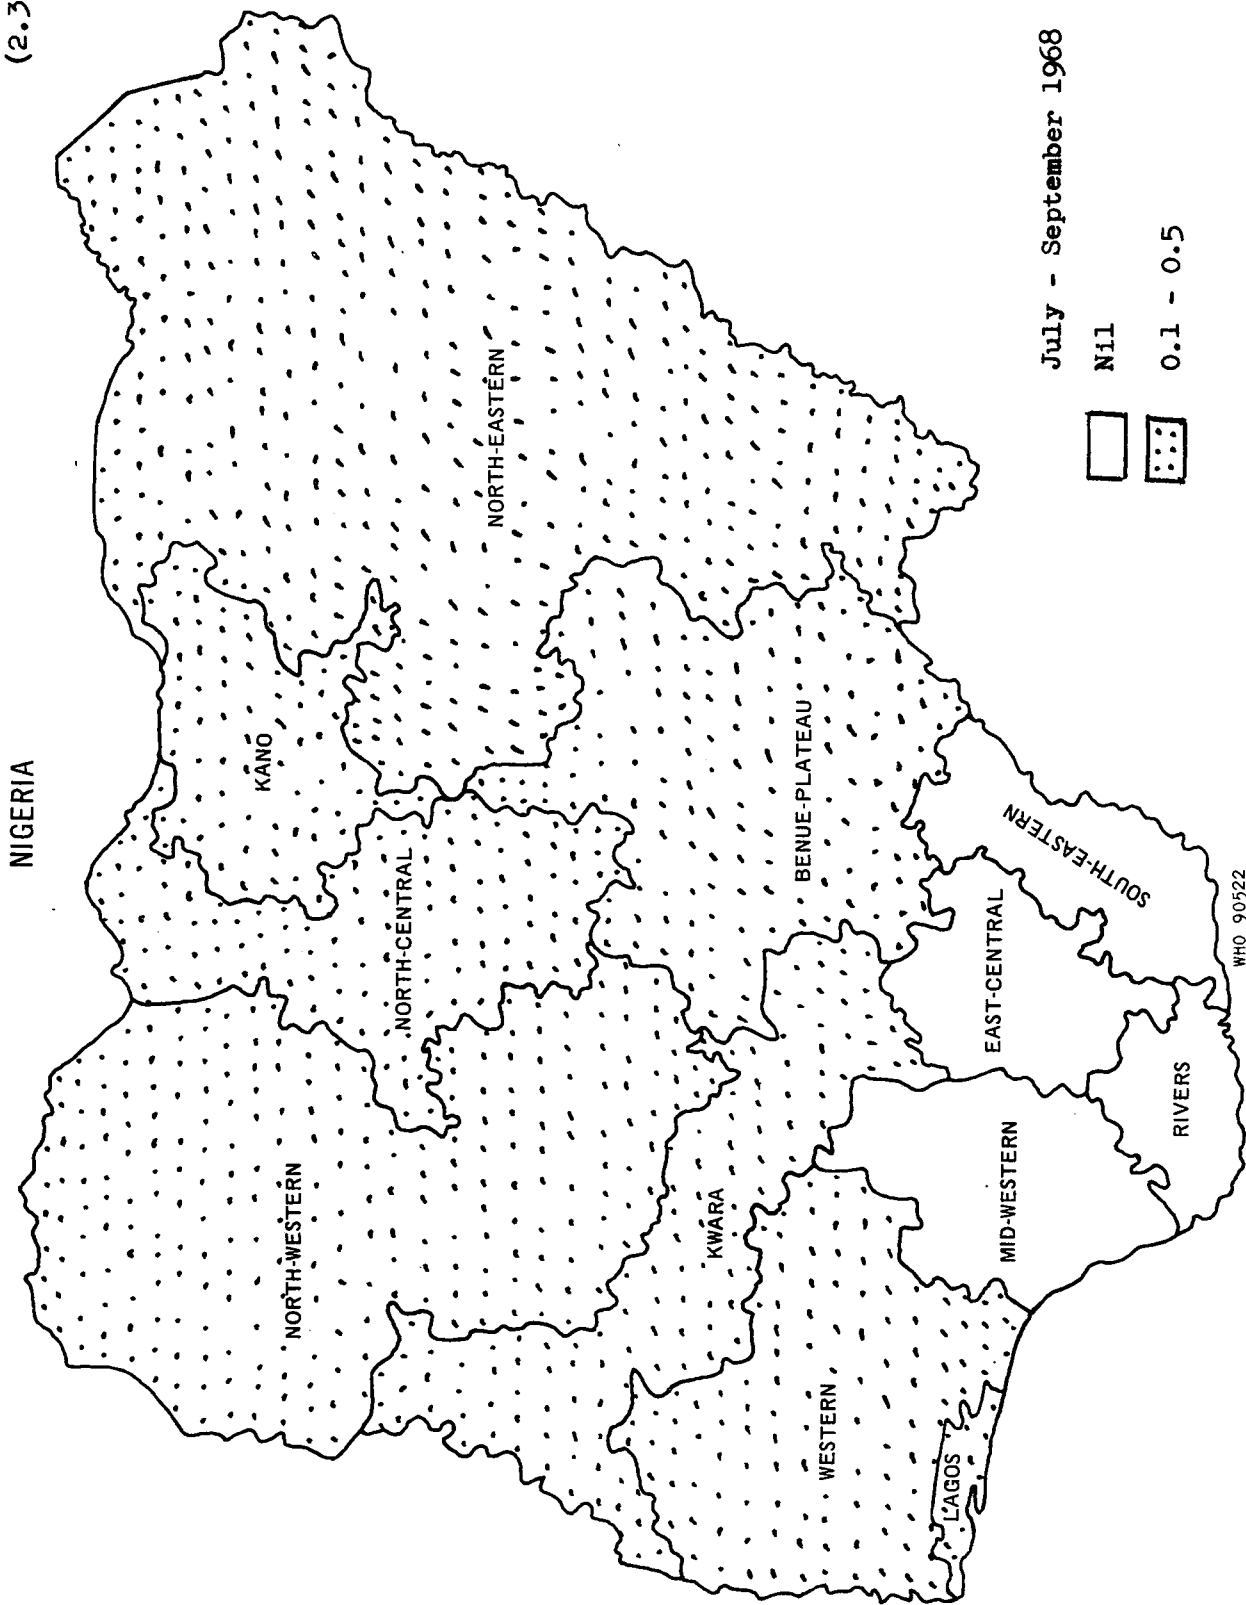 (2.3
NIGERIA
NORTH-WESTERN
NORTH-CENTRAL
KANO
NORTH-EASTERN
KWARA
BENUE-PLATEAU
WESTERN
LAGOS
MID-WESTERN
EAST-CENTRAL
SOUTH-EASTERN
RIVERS
July - September 1968
Nil
0.1 - 0.5
WHO 90522